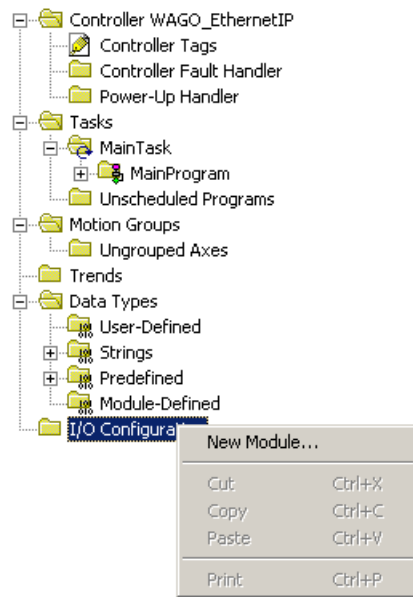 Controller WAGO_EthernetIP
Controller Tags
Controller Fault Handler
Power-Up Handler
Tasks
MainTask
MainProgram
Unscheduled Programs
Motion Groups
Ungrouped Axes
Trends
Data Types
User-Defined
Strings
Predefined
Module-Defined
I/O
New Module...
Cut Ctrl+X
Copy Ctrl+C
Paste Ctrl+V
Print Ctrl+P